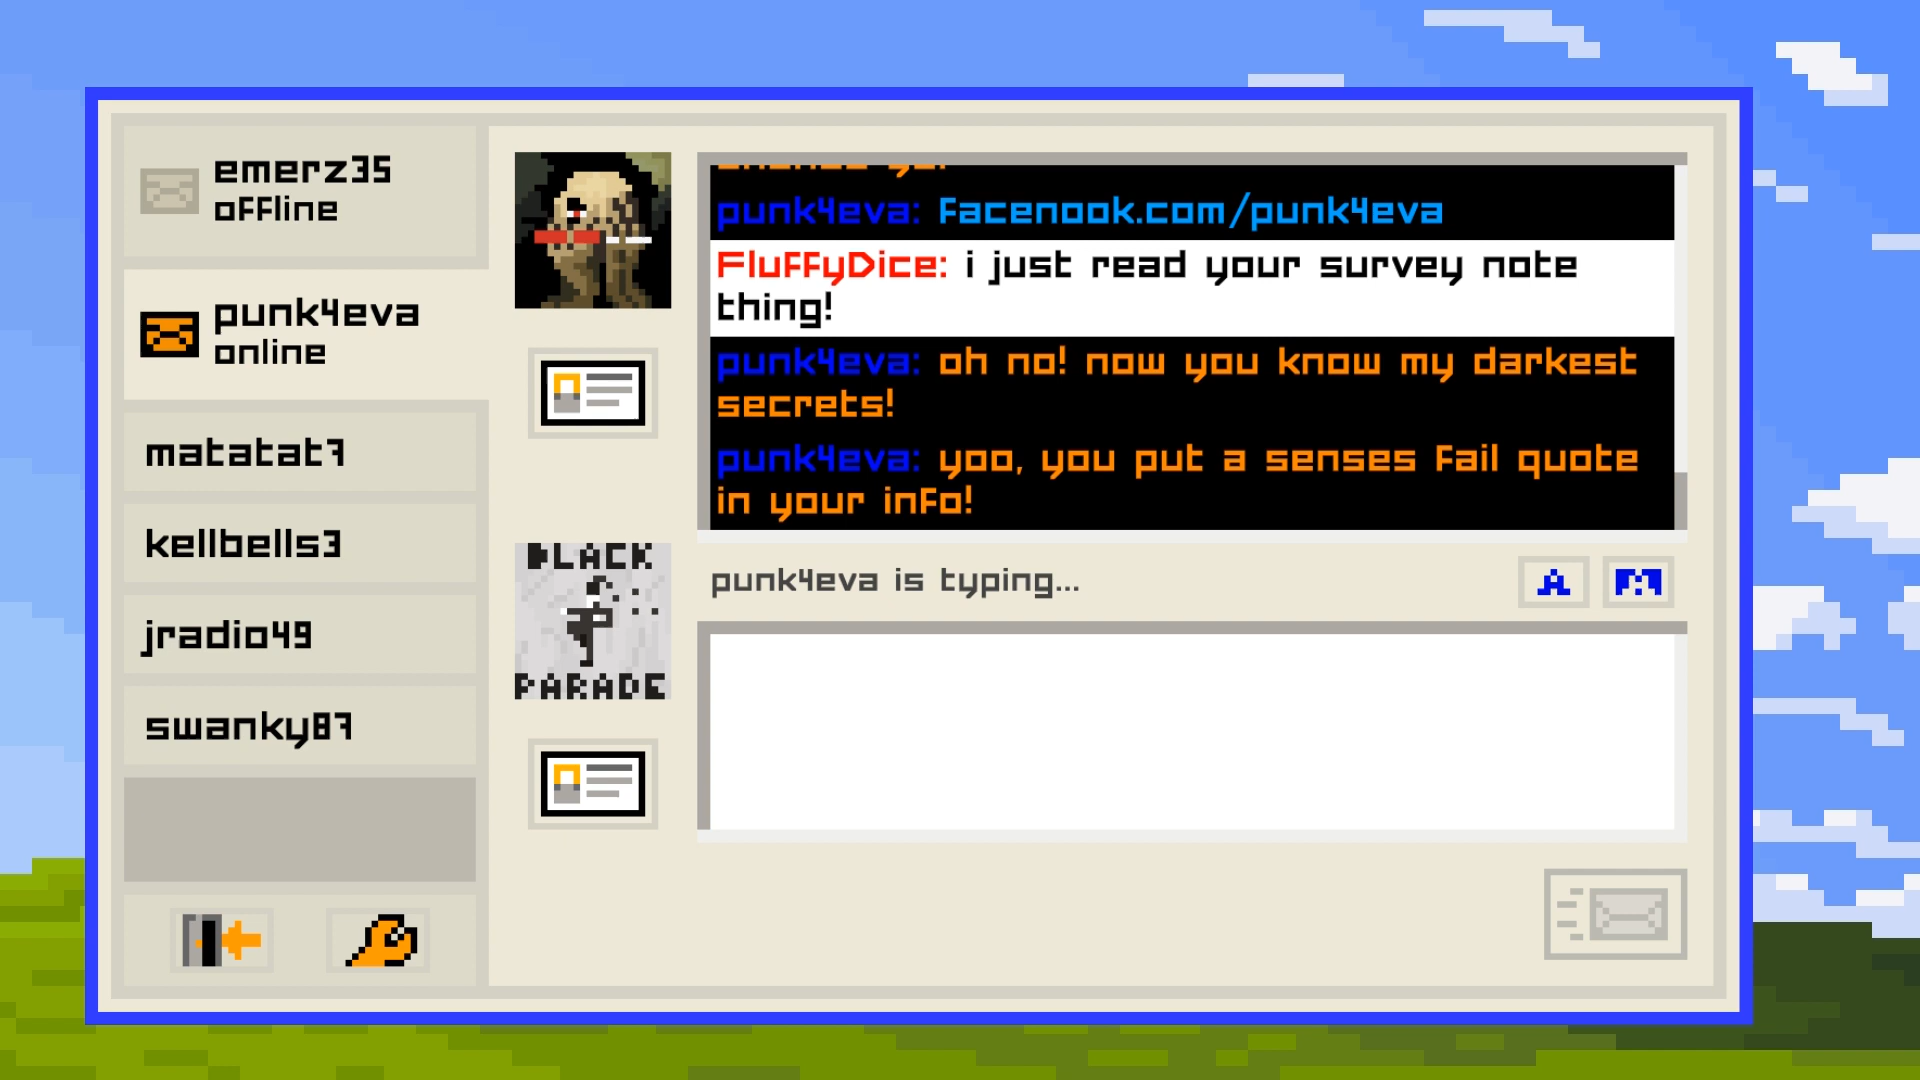 emerz35
offline
punk4eva
online
matatat7
kellbells3
jradio49
swanky87
punk4eva: Facenook.com/punk4eva
FluffyDice: i just read your survey note
thing!
punk4eva: oh no! now you know my darkest
secrets!
punk4eva: yoo, you put a senses fail quote
in your info!
BLACK
PARADE
punk4eva is typing...
A
M